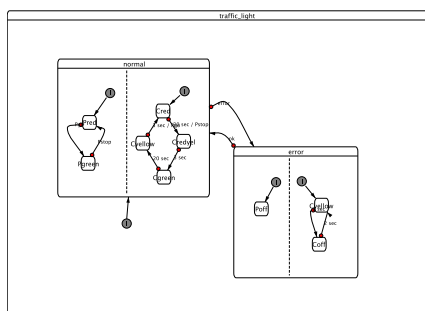 traffic_light
normal
I
I
Cred
Pred
P
error
sec / Pstop
Cyellow
Credyel
Pstop
Pgreen
20 sec
sec
Cgreen
I
ok
error
I
I
Poff
Cyellow
sec
Coff